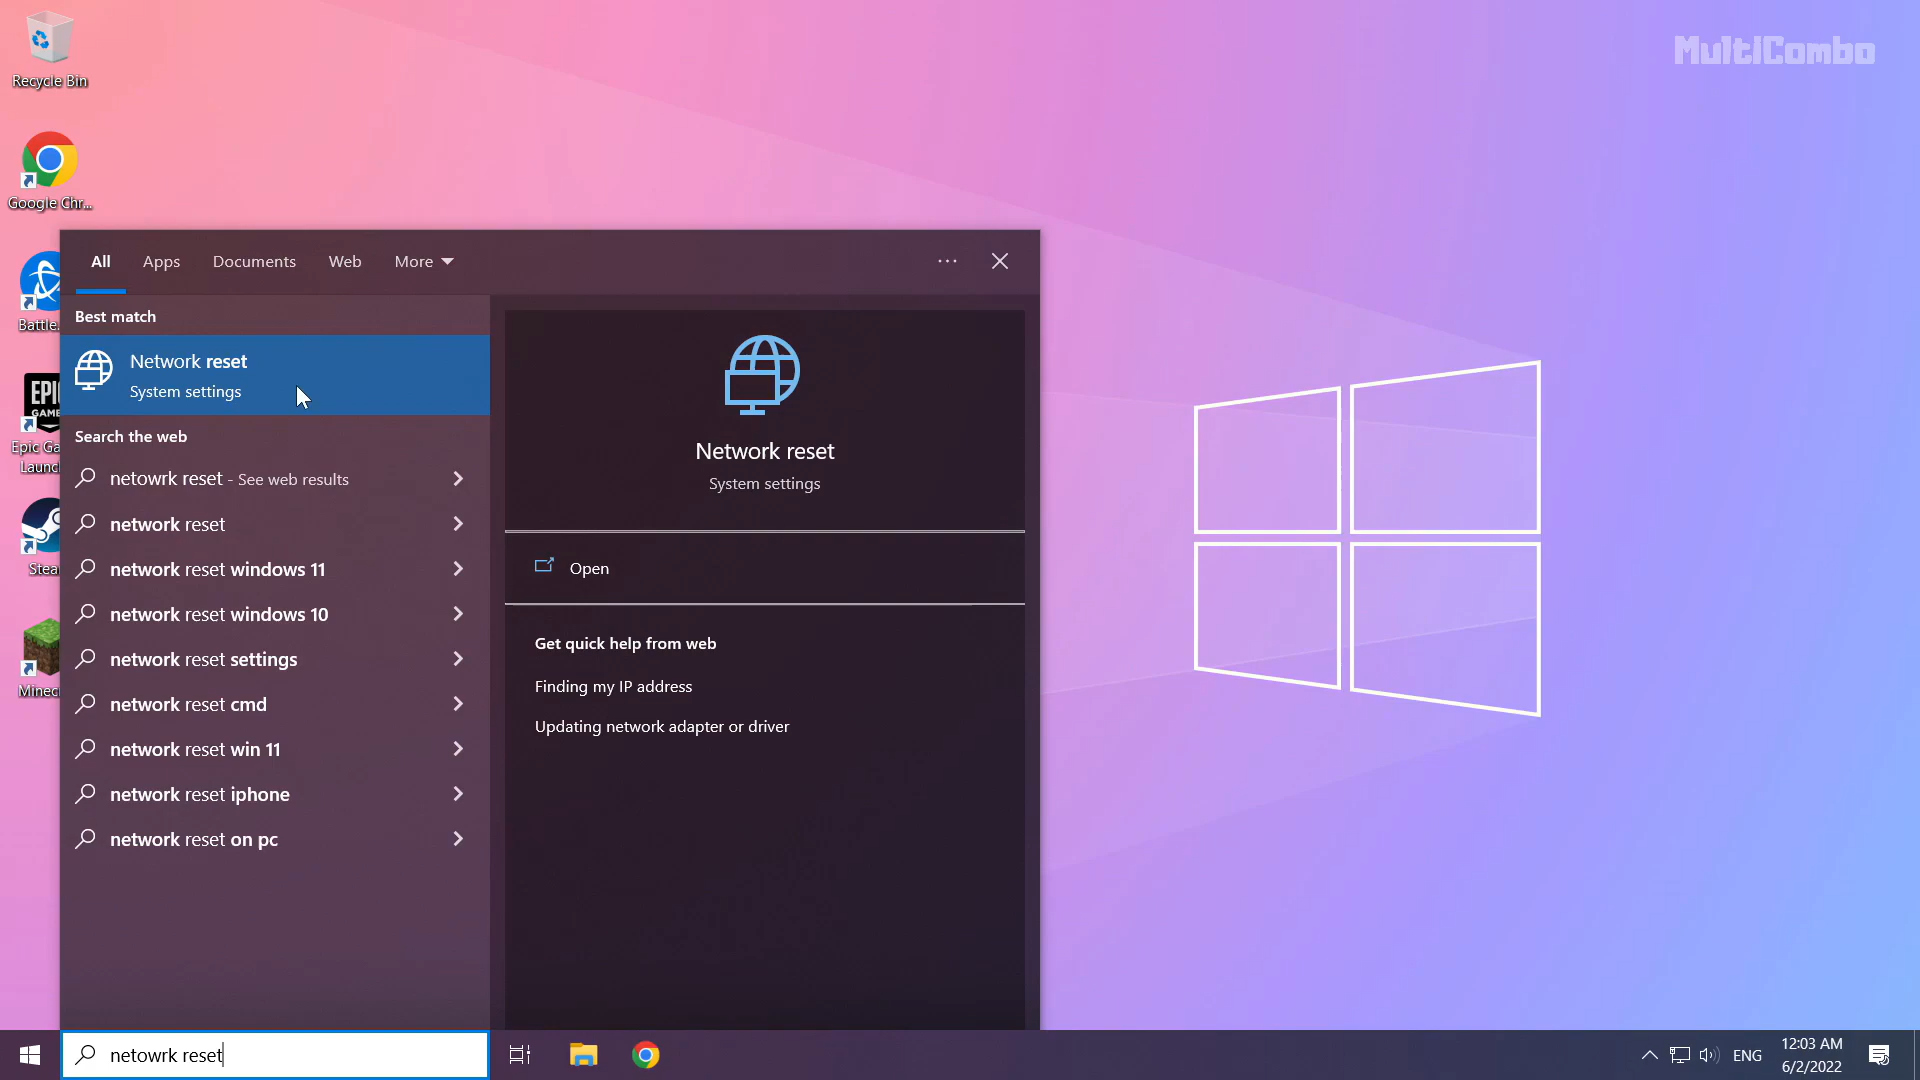 MultiCombo
Recycle Bin
Google Chr...
Battle.
EPIC
GAME
Epic Ga
Launc
Stea
Minec
All
Apps
Documents
Web
More
Best match
Network reset
System settings
Search the web
netowrk reset - See web results
network reset
network reset windows 11
network reset windows 10
network reset settings
network reset cmd
network reset win 11
network reset iphone
network reset on pc
Network reset
System settings
Open
Get quick help from web
Finding my IP address
Updating network adapter or driver
netowrk reset
ENG
12:03 AM
6/2/2022